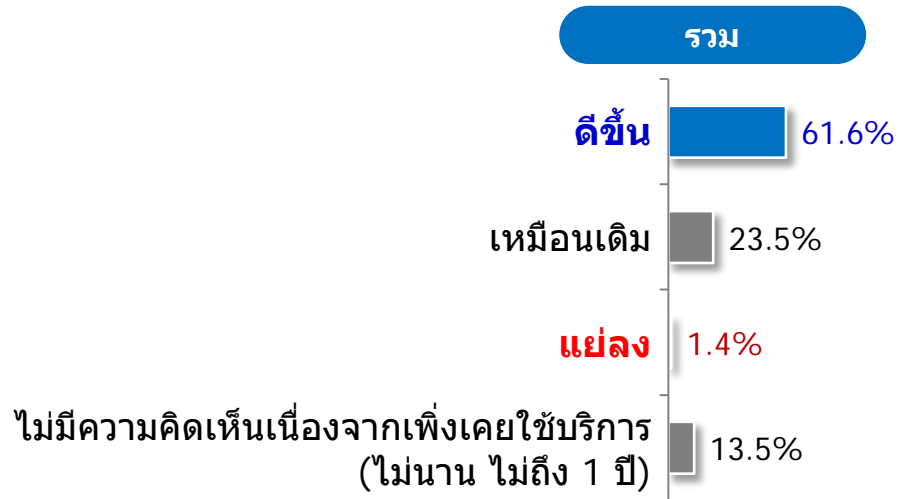 รวม
ดีขึ้น 61.6%
เหมือนเดิม 23.5%
แย่ลง 1.4%
ไม่มีความคิดเห็นเนื่องจากเพิ่งเคยใช้บริการ
(ไม่นาน ไม่ถึง 1 ปี) 13.5%